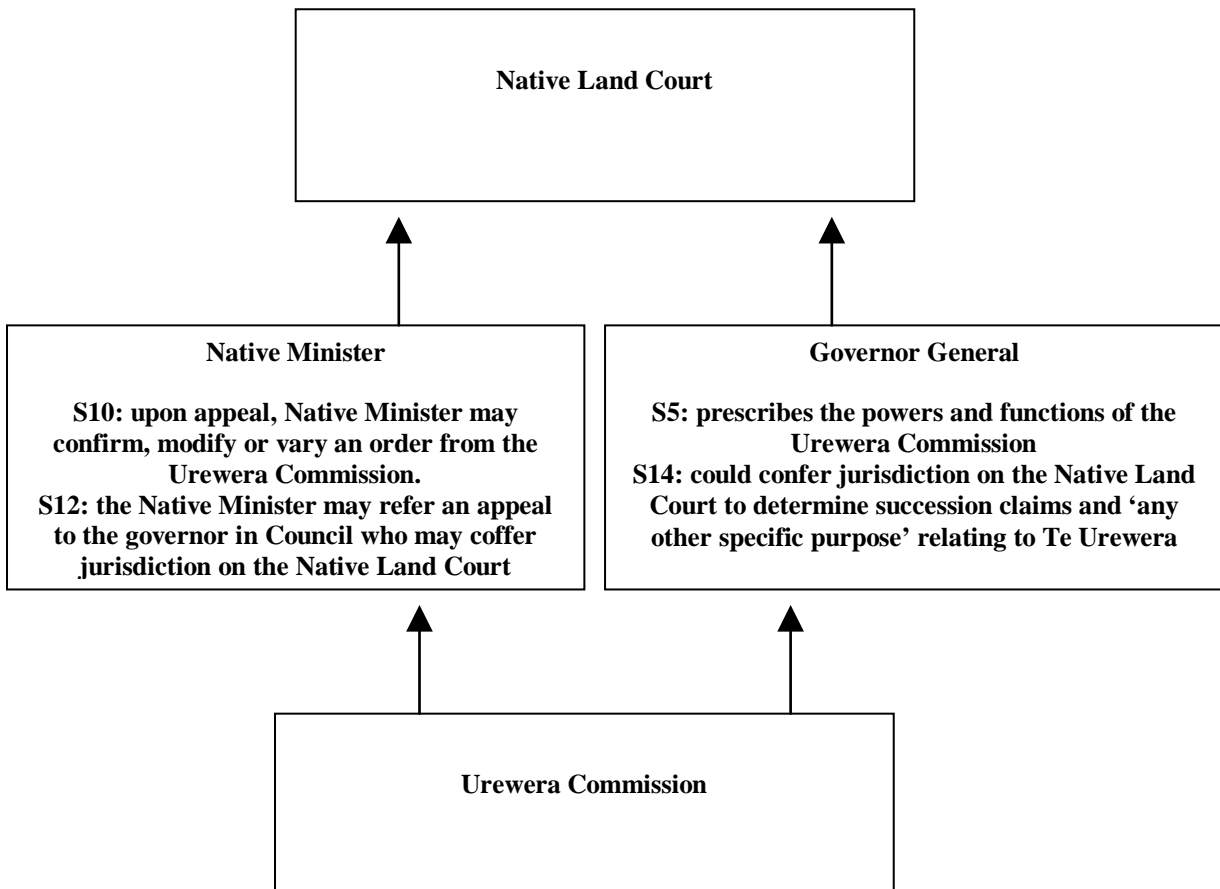 Native Land Court
Native Minister
S10: upon appeal, Native Minister may
confirm, modify or vary an order from the
Urewera Commission.
S12: the Native Minister may refer an appeal
to the governor in Council who may coffer
jurisdiction on the Native Land Court
Governor General
S5: prescribes the powers and functions of the
Urewera Commission
S14: could confer jurisdiction on the Native Land
Court to determine succession claims and ‘any
other specific purpose’ relating to Te Urewera
Urewera Commission